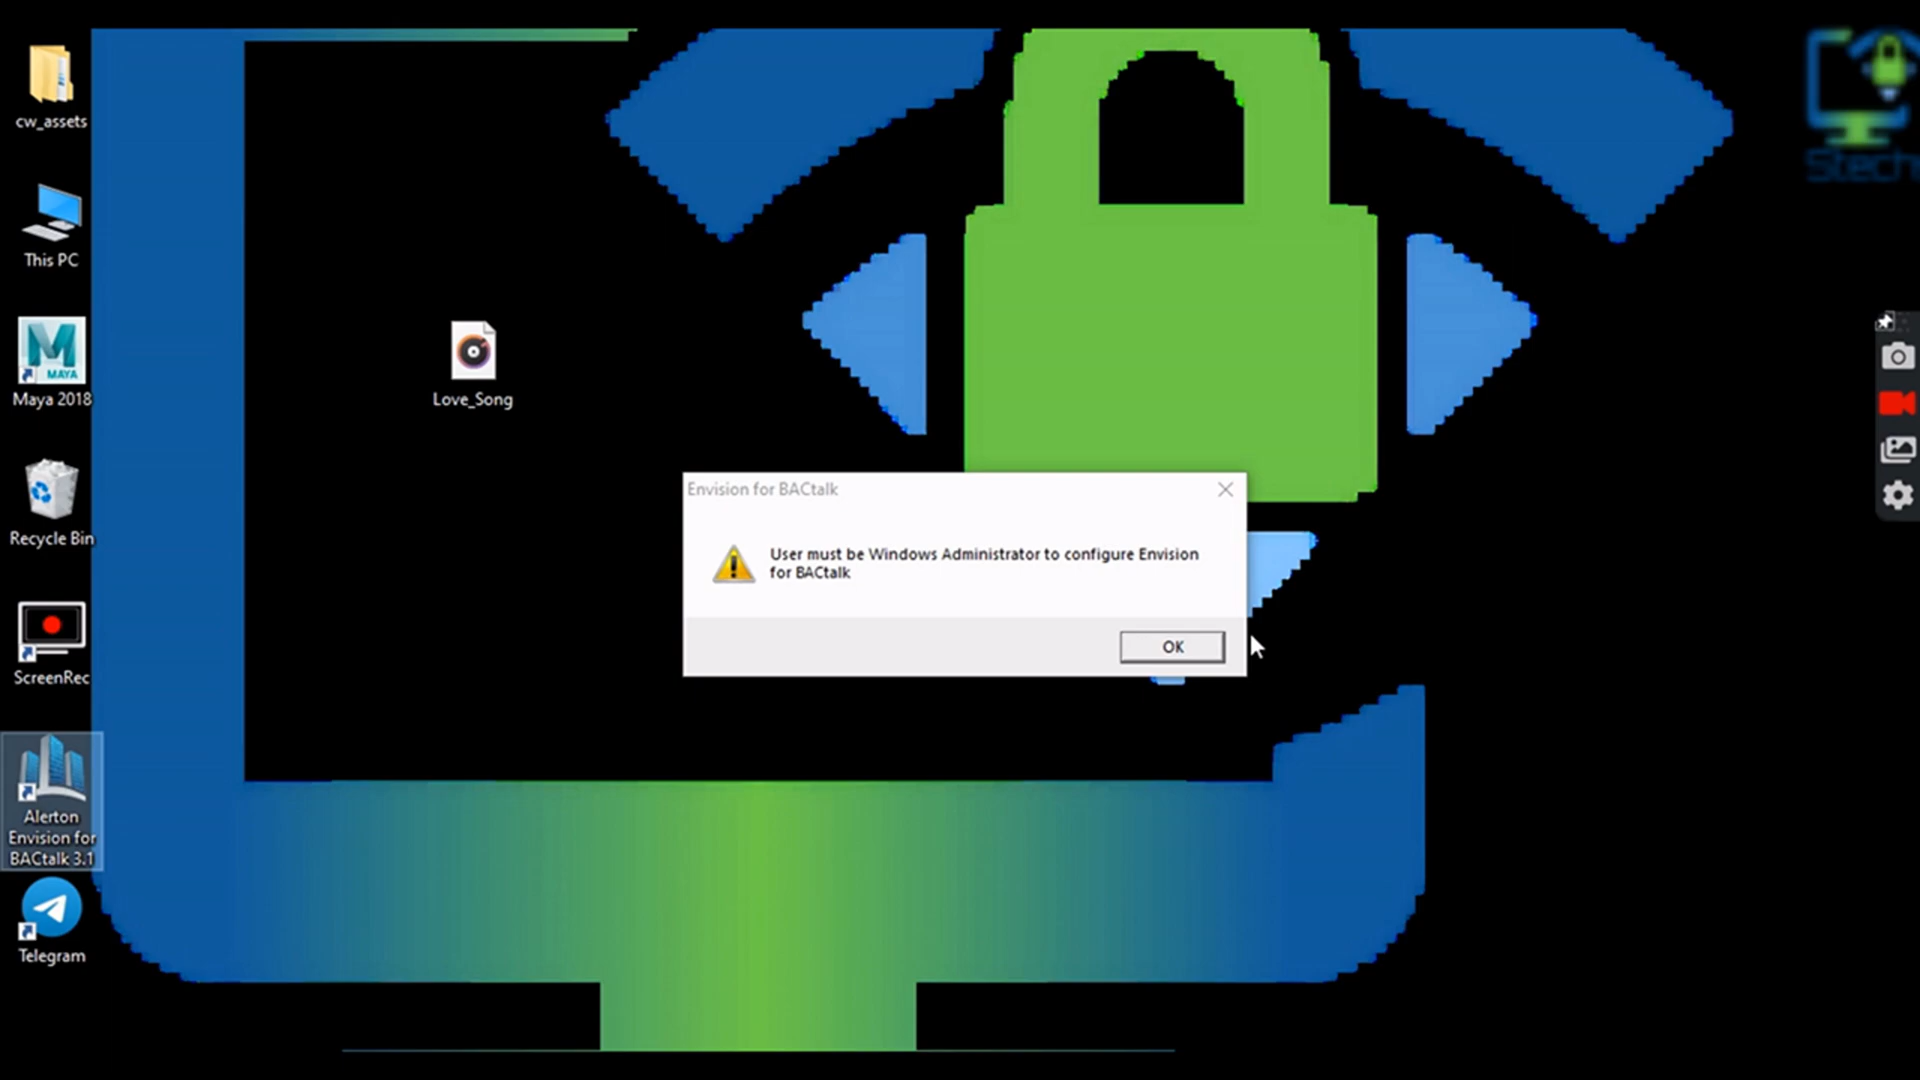 cw_assets
This PC
MAYA
Maya 2018
Recycle Bin
ScreenRec
Alerton
Envision for
BACtalk 3.1
Telegram
Love_Song
Envision for BACtalk
User must be Windows Administrator to configure Envision
for BACtalk
OK
Stech